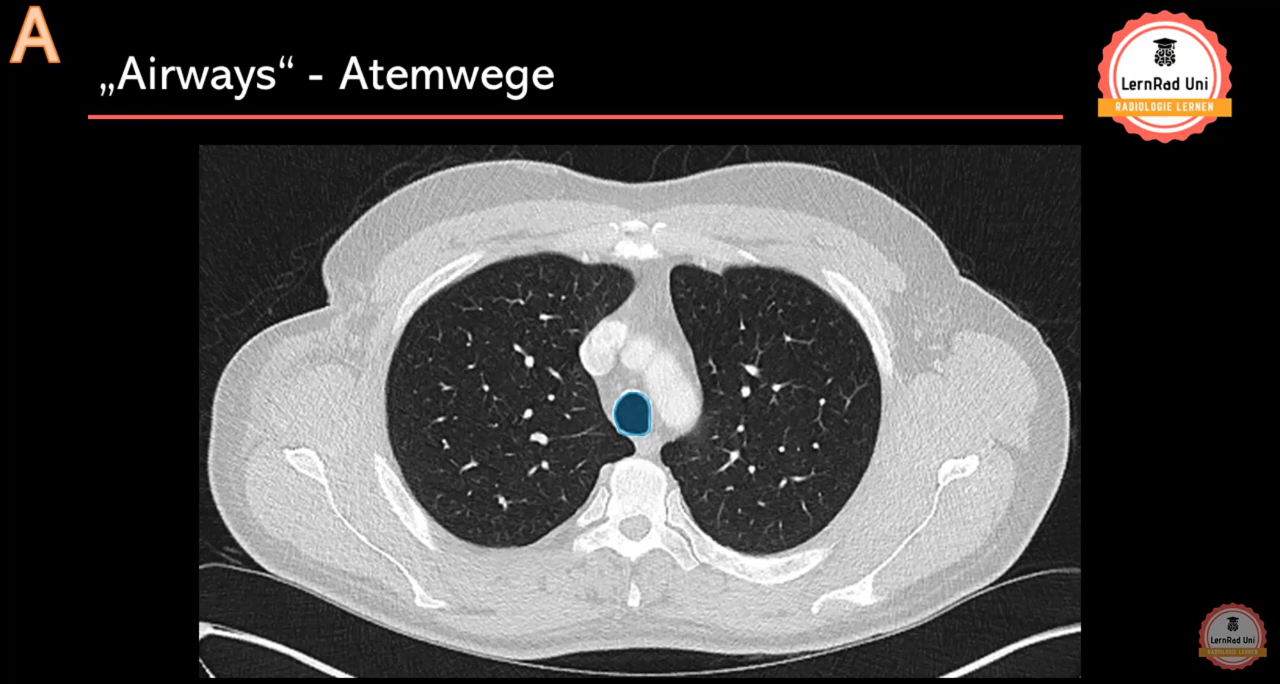 A
„Airways“ - Atemwege
LernRad Uni
RADIOLOGIE LERNEN
LernRad Uni
RADIOLOGIE LERNEN